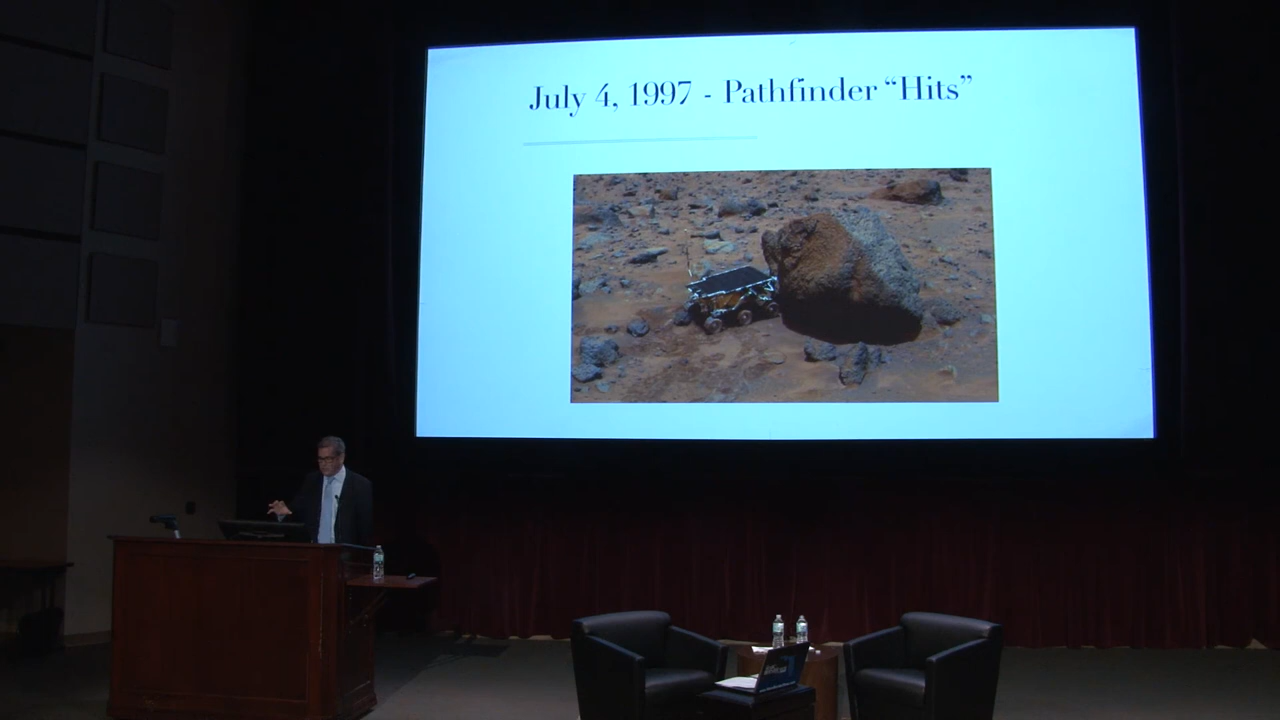 July 4, 1997 - Pathfinder “Hits”